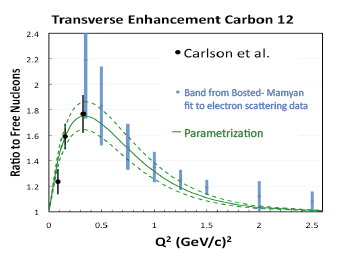 Transverse Enhancement Carbon 12
2.4
2.2
2
1.8
1.6
1.4
1.2
1
Ratio to Free Nucleons
Carlson et al.
Band from Bosted- Mamyan
fit to electron scattering data
Parametrization
0
0.5
1.0
1.5
2.0
2.5
Q² (GeV/c)²